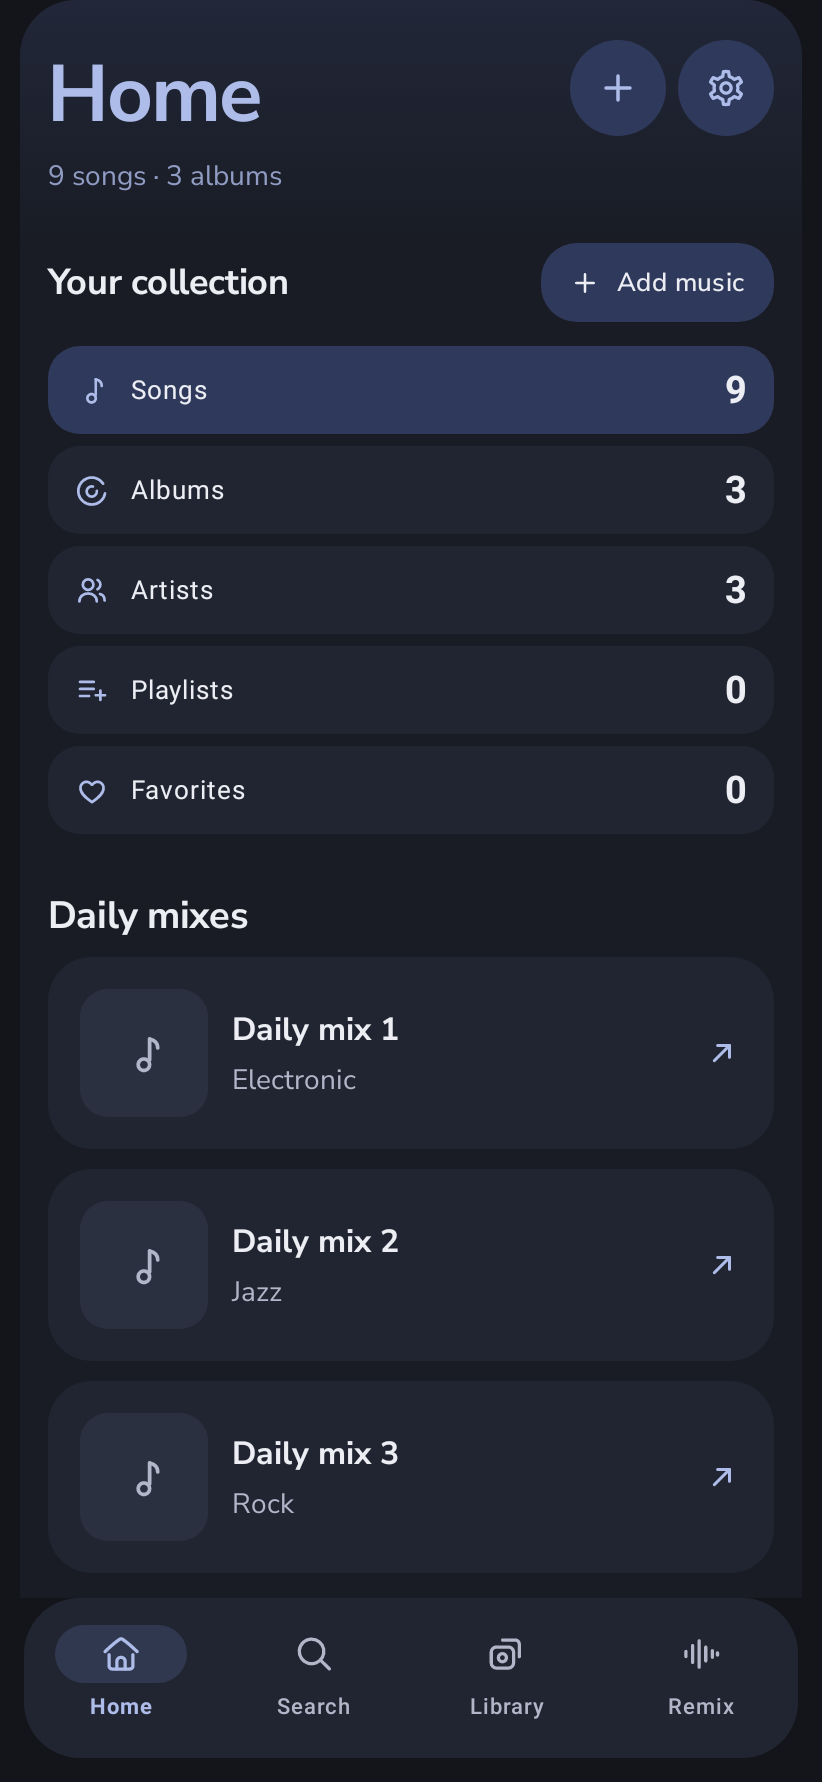 Home
9 songs · 3 albums
Your collection
Add music
Songs 9
Albums 3
Artists 3
Playlists 0
Favorites 0
Daily mixes
Daily mix 1
Electronic
Daily mix 2
Jazz
Daily mix 3
Rock
Home Search Library Remix